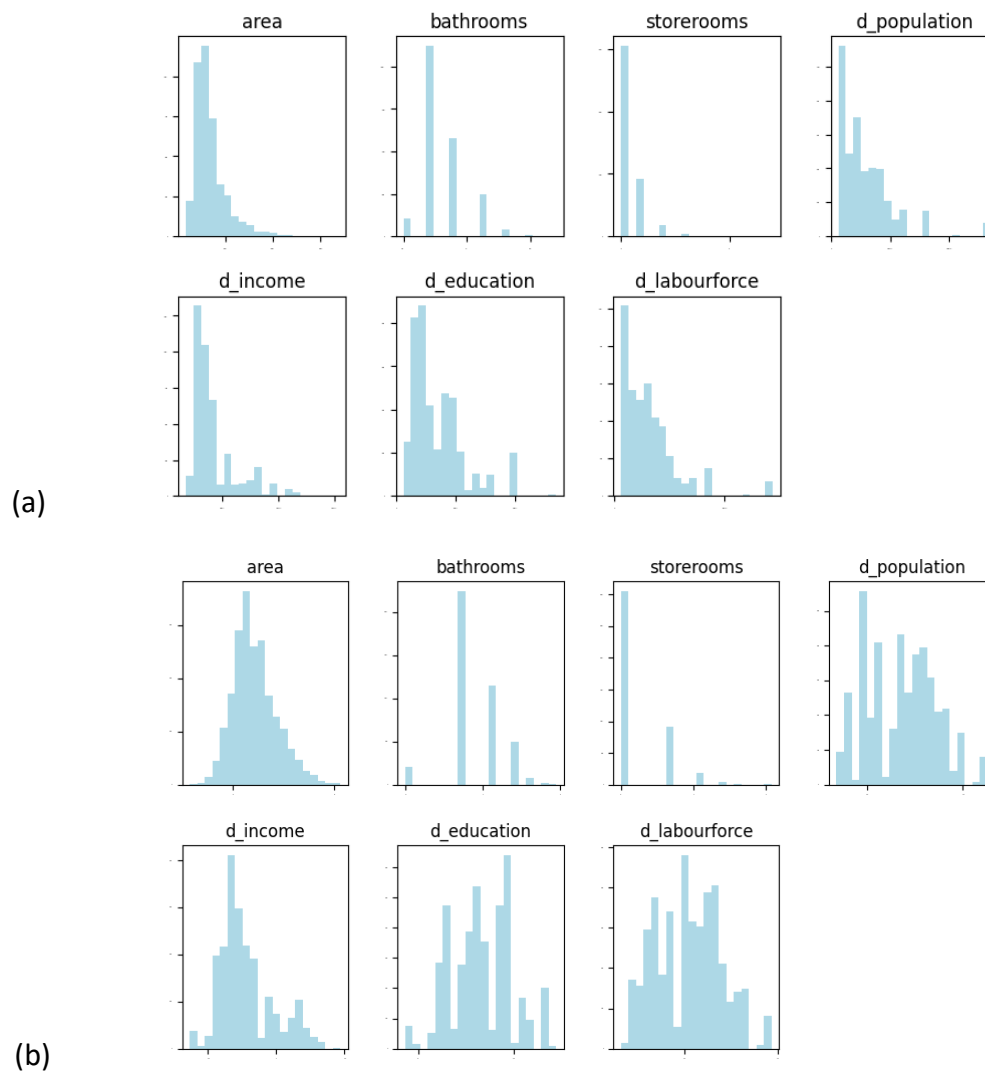 area bathrooms storerooms d_population
d_income d_education d_labourforce
(a)
area bathrooms storerooms d_population
d_income d_education d_labourforce
(b)